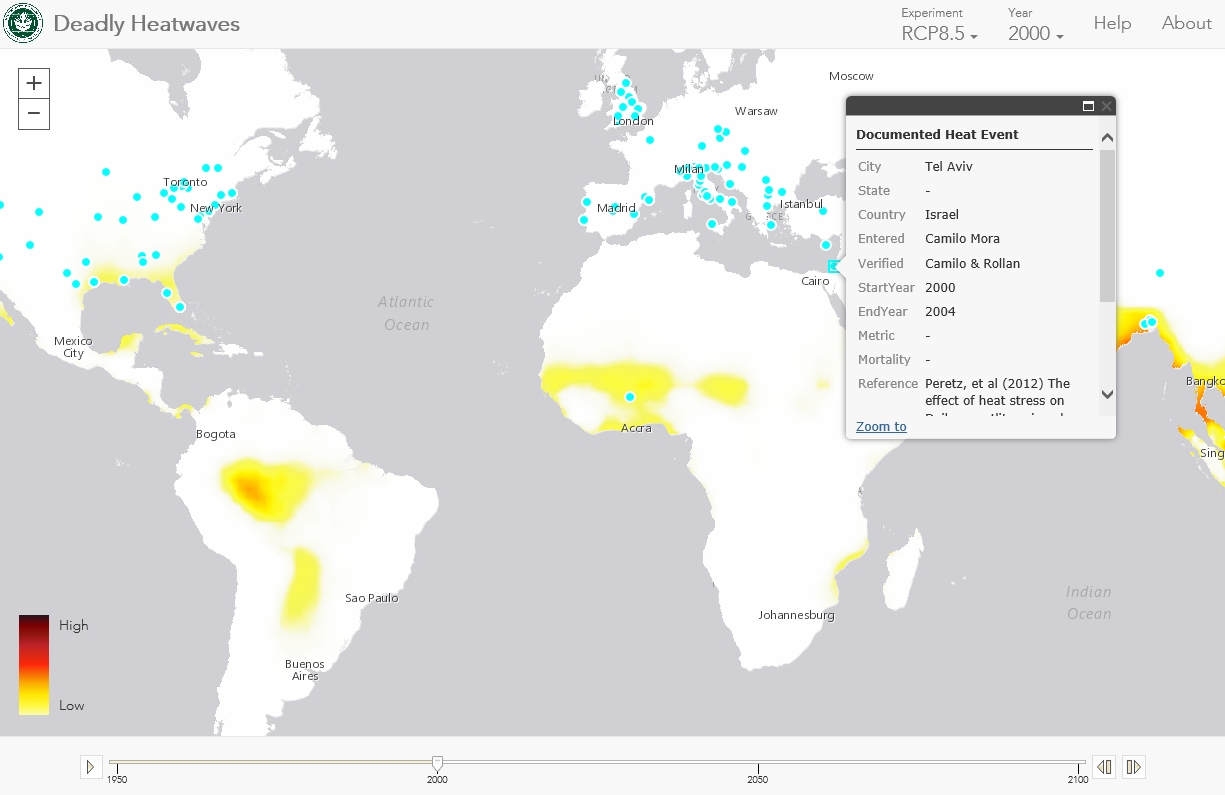 Deadly Heatwaves
Experiment
RCP8.5
Year
2000
Help
About
+
−
Moscow
Warsaw
London
Milan
Madrid
Istanbul
Cairo
Toronto
New York
Mexico
City
Atlantic
Ocean
Accra
Bogota
Sao Paulo
Buenos
Aires
Johannesburg
Indian
Ocean
Bangko
Sing
Documented Heat Event
City Tel Aviv
State -
Country Israel
Entered Camilo Mora
Verified Camilo & Rollan
StartYear 2000
EndYear 2004
Metric -
Mortality -
Reference Peretz, et al (2012) The
effect of heat stress on
Zoom to
High
Low
1950
2000
2050
2100